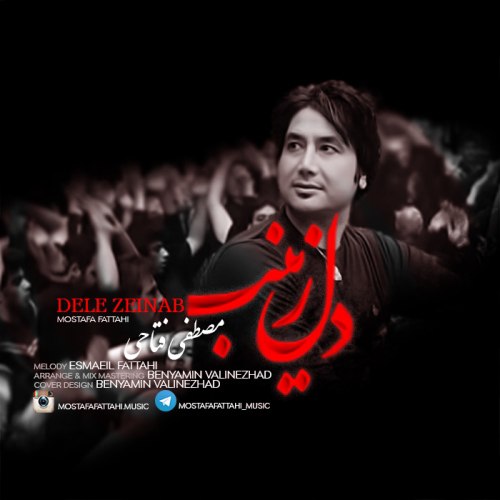 دل زینب
DELE ZEINAB
MOSTAFA FATTAHI
مصطفی فتاحی
MELODY ESMAEIL FATTAHI
ARRANGE & MIX MASTERING BENYAMIN VALINEZHAD
COVER DESIGN BENYAMIN VALINEZHAD
MOSTAFAFATTAHI.MUSIC MOSTAFAFATTAHI_MUSIC